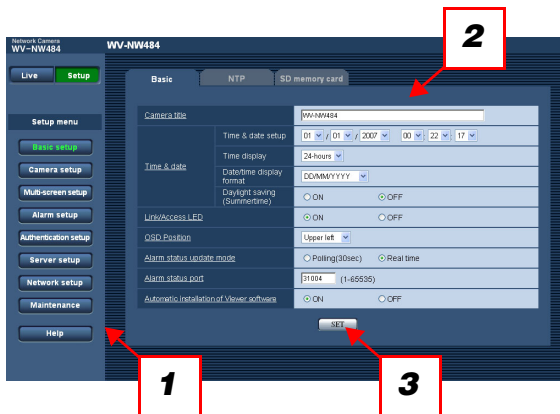 Network Camera
WV-NW484
WV-NW484
2
Live Setup
Basic NTP SD memory card
Setup menu
Basic setup
Camera setup
Multi-screen setup
Alarm setup
Authentication setup
Server setup
Network setup
Maintenance
Help
Camera title WV-NW484
Time & date
Time & date setup 01 / 01 / 2007 00 : 22 : 17
Time display 24-hours
Date/time display
format DD/MM/YYYY
Daylight saving
(Summertime) ON OFF
Link/Access LED ON OFF
OSD Position Upper left
Alarm status update mode Polling(30sec) Real time
Alarm status port 31004 (1-65535)
Automatic installation of Viewer software ON OFF
SET
1
3